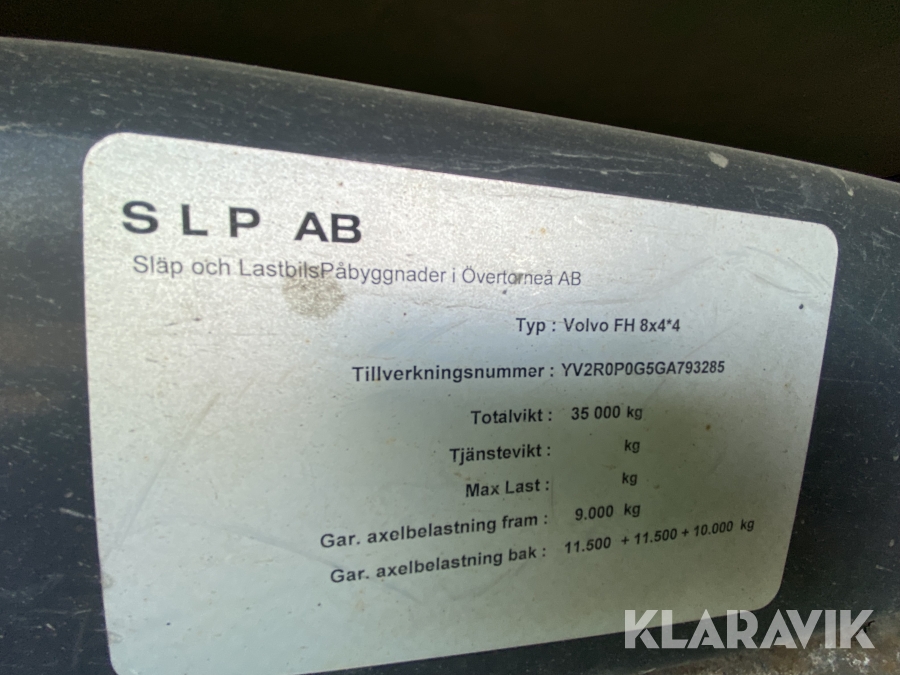 S L P AB
Släp och LastbilsPåbyggnader i Övertorneå AB
Typ : Volvo FH 8x4*4
Tillverkningsnummer : YV2R0P0G5GA793285
Totalvikt : 35 000 kg
Tjänstevikt : kg
Max Last : kg
Gar. axelbelastning fram : 9.000 kg
Gar. axelbelastning bak : 11.500 + 11.500 + 10.000 kg
KLARAVIK